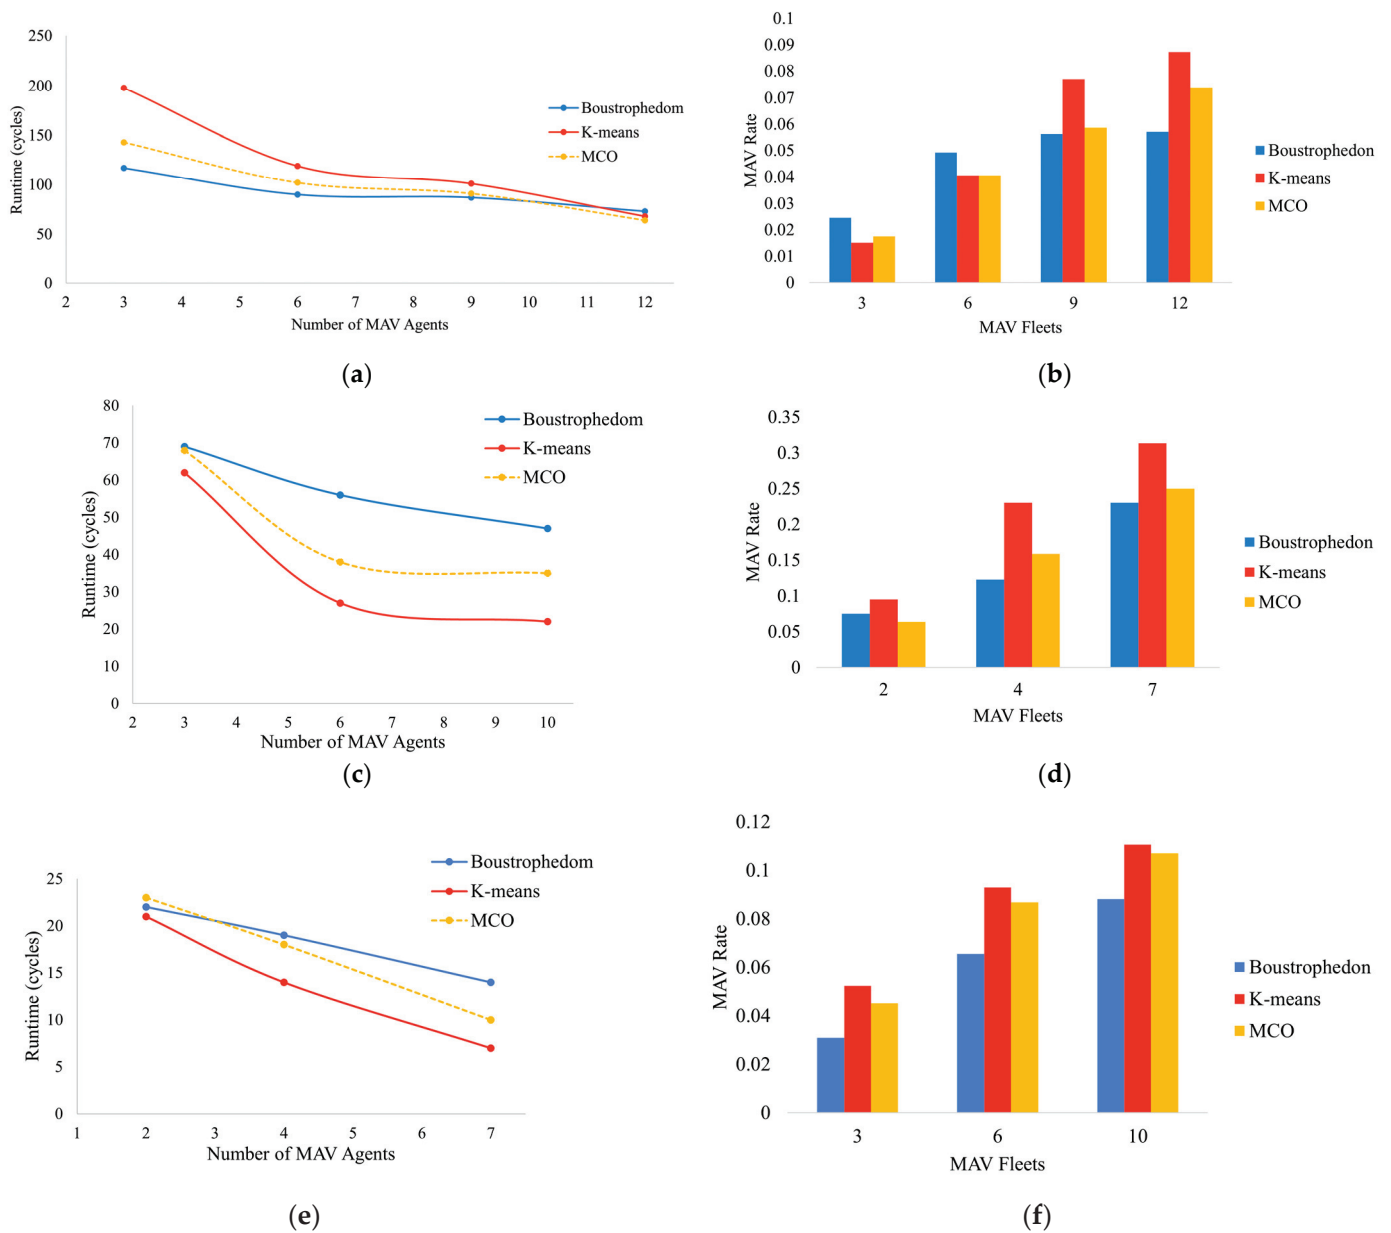 250
200
150
100
50
0
Runtime (cycles)
2 3 4 5 6 7 8 9 10 11 12
Number of MAV Agents
Boustrophedom
K-means
MCO
(a)
0.1
0.09
0.08
0.07
0.06
0.05
0.04
0.03
0.02
0.01
0
MAV Rate
3 6 9 12
MAV Fleets
Boustrophedon
K-means
MCO
(b)
80
70
60
50
40
30
20
10
0
Runtime (cycles)
2 3 4 5 6 7 8 9 10
Number of MAV Agents
Boustrophedom
K-means
MCO
(c)
0.35
0.3
0.25
0.2
0.15
0.1
0.05
0
MAV Rate
2 4 7
MAV Fleets
Boustrophedon
K-means
MCO
(d)
25
20
15
10
5
0
Runtime (cycles)
1 2 3 4 5 6 7
Number of MAV Agents
Boustrophedom
K-means
MCO
(e)
0.12
0.1
0.08
0.06
0.04
0.02
0
MAV Rate
3 6 10
MAV Fleets
Boustrophedon
K-means
MCO
(f)